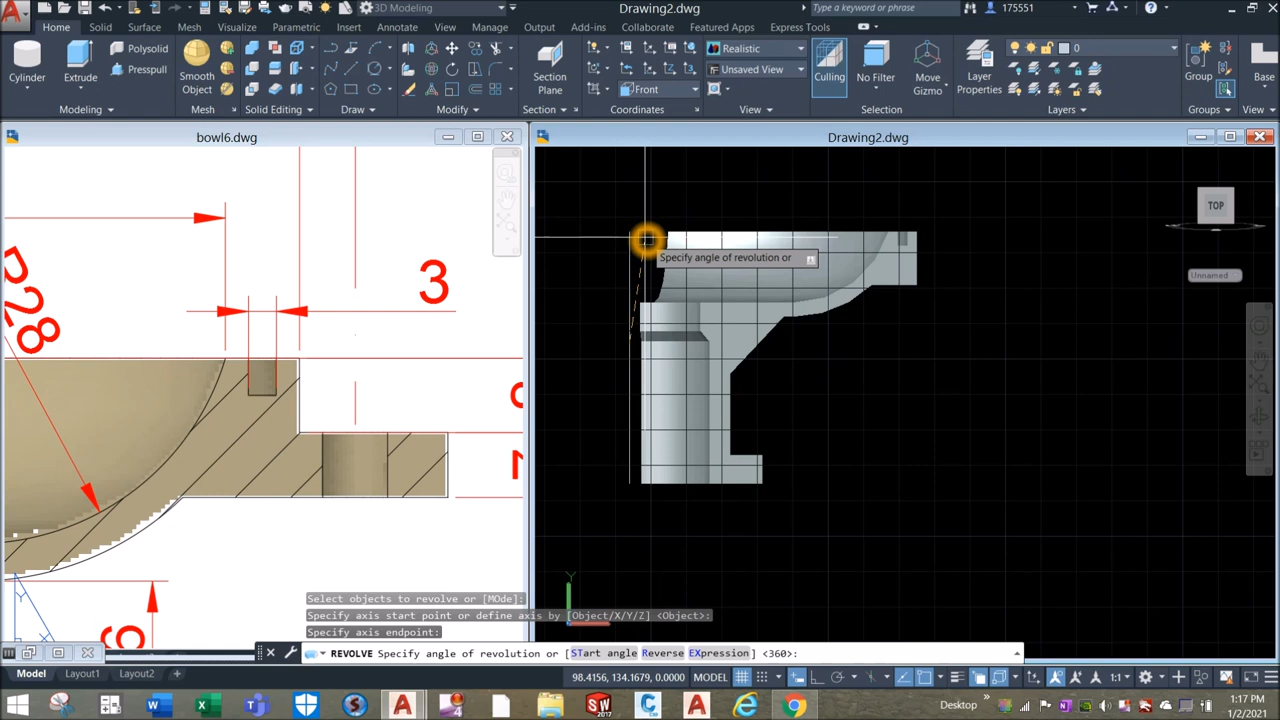 3D Modeling
Drawing2.dwg
Type a keyword or phrase
175551
Home Solid Surface Mesh Visualize Parametric Insert Annotate View Manage Output Add-ins Collaborate Featured Apps
Cylinder
Extrude
Polysolid
Presspull
Smooth
Object
Section
Plane
Realistic
Unsaved View
Front
Culling
No Filter
Move
Gizmo
Layer
Properties
0
Group
Base
Modeling
Mesh
Solid Editing
Draw
Modify
Section
Coordinates
View
Selection
Layers
Groups
View
bowl6.dwg
Drawing2.dwg
R28
3
TOP
Unnamed
Specify angle of revolution or
Y
X
Y
Select objects to revolve or [MOde]:
Specify axis start point or define axis by [Object/X/Y/Z] <Object>:
Specify axis endpoint:
REVOLVE Specify angle of revolution or [STart angle Reverse EXpression] <360>:
Model Layout1 Layout2 +
98.4156, 134.1679, 0.0000 MODEL
1:1
Desktop
1:17 PM
1/2/2021